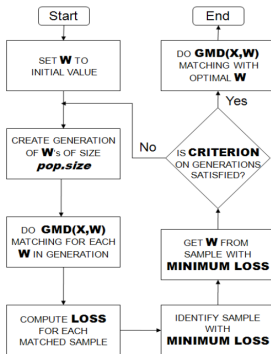 Start
SET W TO
INITIAL VALUE
CREATE GENERATION
OF W's OF SIZE
pop.size
DO GMD(X,W)
MATCHING FOR EACH
W IN GENERATION
COMPUTE LOSS
FOR EACH
MATCHED SAMPLE
IDENTIFY SAMPLE
WITH
MINIMUM LOSS
GET W FROM
SAMPLE WITH
MINIMUM LOSS
IS CRITERION
ON GENERATIONS
SATISFIED?
No
Yes
DO GMD(X,W)
MATCHING WITH
OPTIMAL W
End